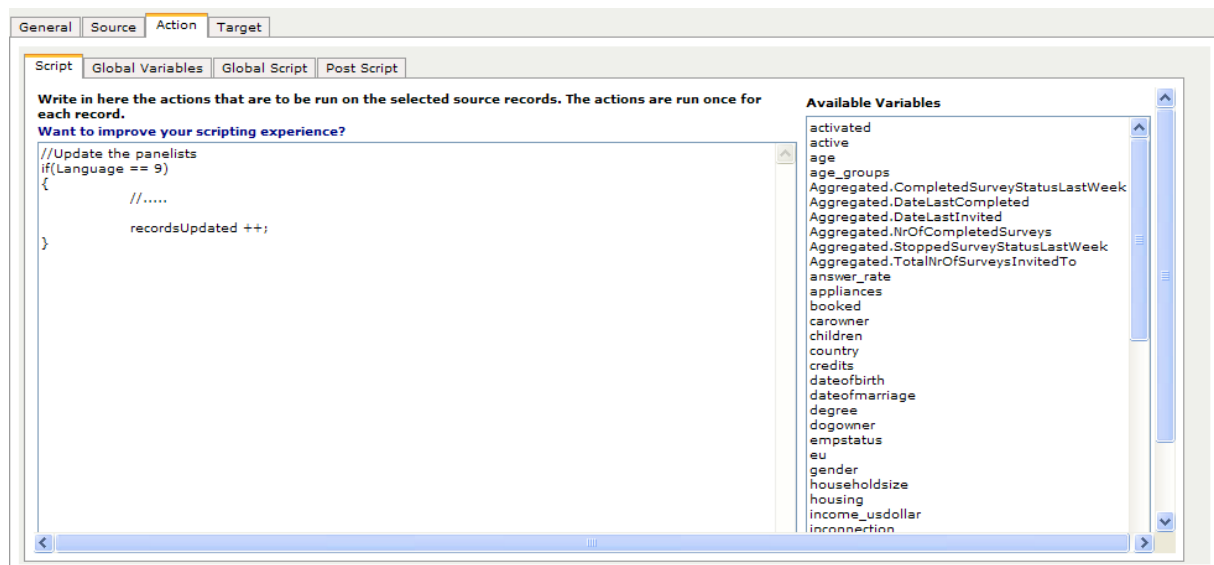 General Source Action Target
Script Global Variables Global Script Post Script
Write in here the actions that are to be run on the selected source records. The actions are run once for
each record.
Want to improve your scripting experience?
//Update the panelists
if(Language == 9)
{
//.....
recordsUpdated ++;
}
Available Variables
activated
active
age
age_groups
Aggregated.CompletedSurveyStatusLastWeek
Aggregated.DateLastCompleted
Aggregated.DateLastInvited
Aggregated.NrOfCompletedSurveys
Aggregated.StoppedSurveyStatusLastWeek
Aggregated.TotalNrOfSurveysInvitedTo
answer_rate
appliances
booked
carowner
children
country
credits
dateofbirth
dateofmarriage
degree
dogowner
empstatus
eu
gender
householdsize
housing
income_usdollar
inconnection